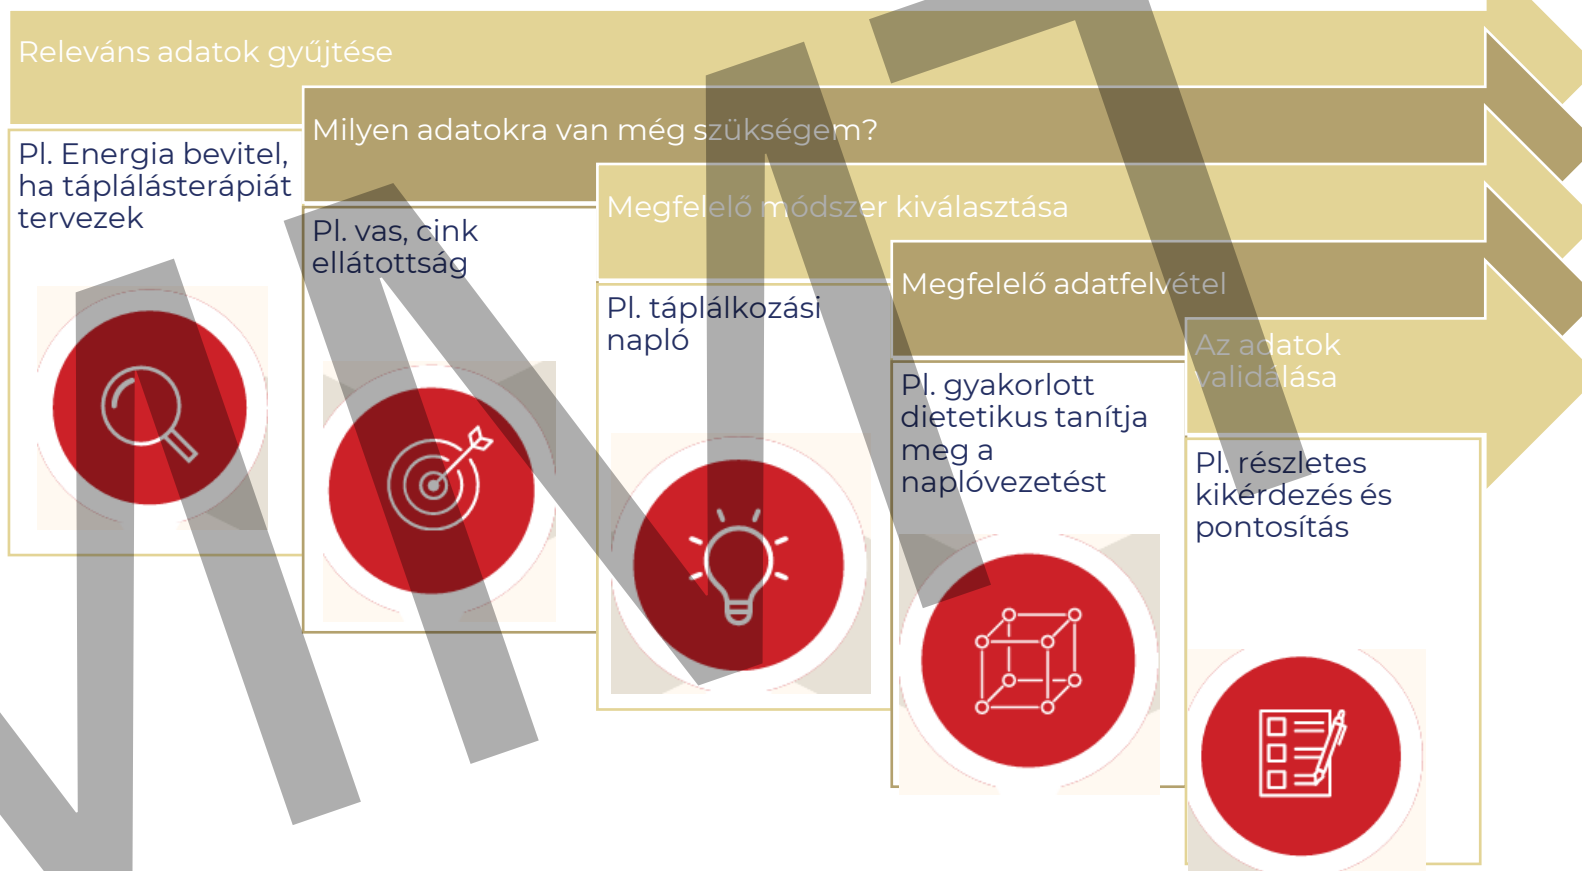 Releváns adatok gyűjtése
Pl. Energia bevitel,
ha táplálásterápiát
tervezek
Milyen adatokra van még szükségem?
Pl. vas, cink
ellátottság
Megfelelő módszer kiválasztása
Pl. táplálkozási
napló
Megfelelő adatfelvétel
Pl. gyakorlott
dietetikus tanítja
meg a
naplóvezetést
Az adatok
validálása
Pl. részletes
kikérdezés és
pontosítás